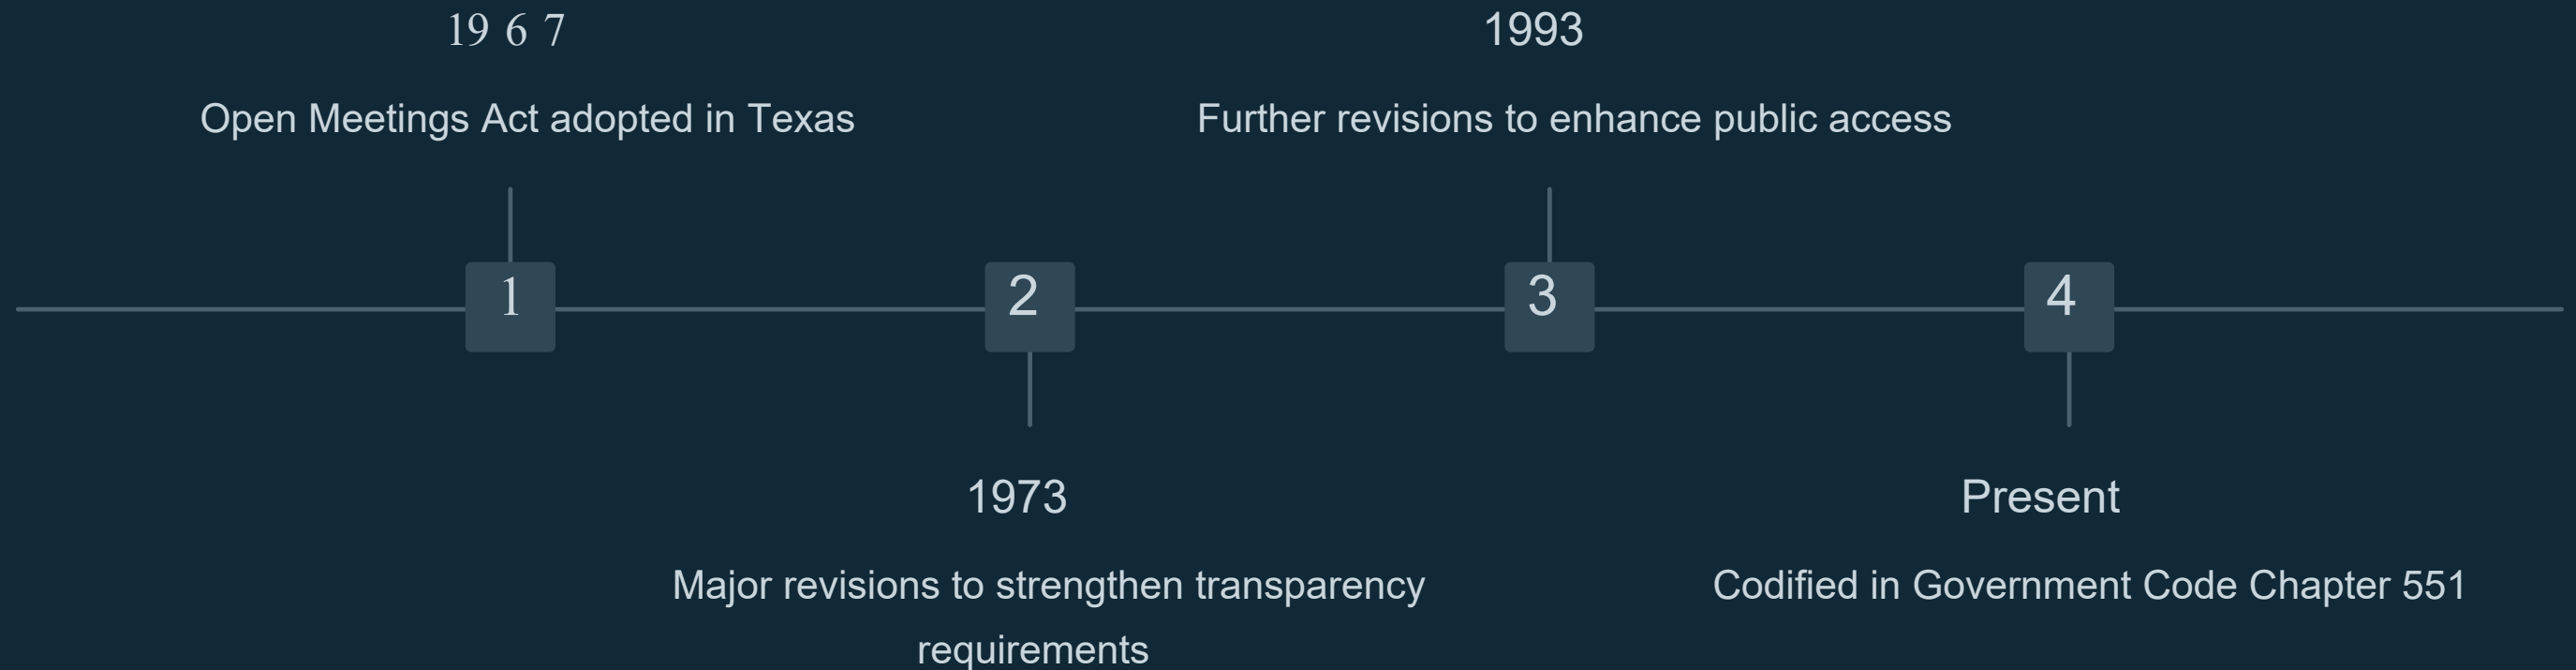 19 6 7
Open Meetings Act adopted in Texas
1993
Further revisions to enhance public access
1
2
3
4
1973
Major revisions to strengthen transparency
requirements
Present
Codified in Government Code Chapter 551